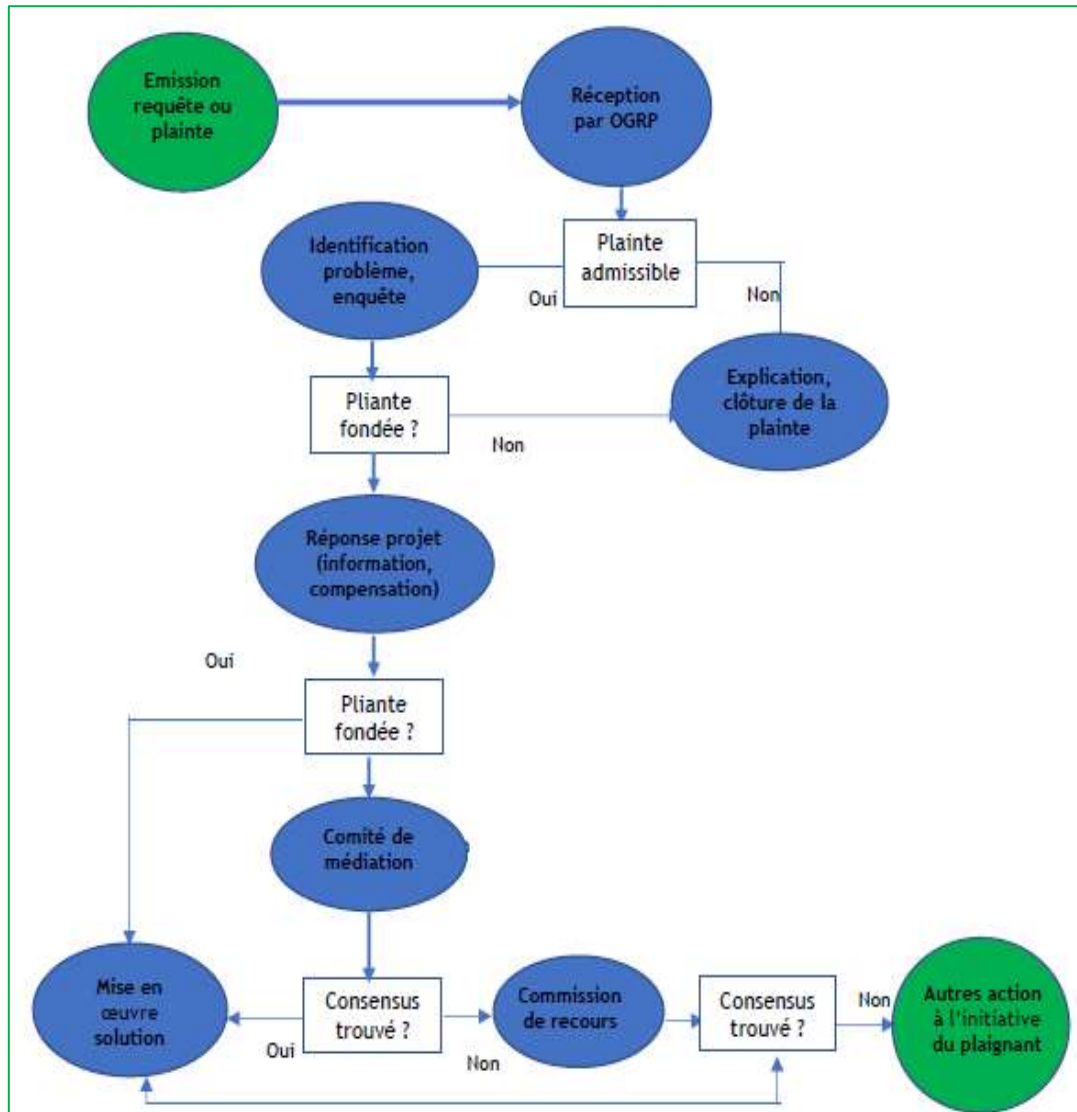 Emission
requête ou
plainte
Réception
par OGRP
Identification
problème,
enquête
Plainte
admissible
Oui
Non
Explication,
clôture de la
plainte
Pliante
fondée ?
Non
Réponse projet
(information,
compensation)
Oui
Pliante
fondée ?
Comité de
médiation
Mise en
œuvre
solution
Consensus
trouvé ?
Oui
Non
Commission
de recours
Consensus
trouvé ?
Non
Autres action
à l'initiative
du plaignant